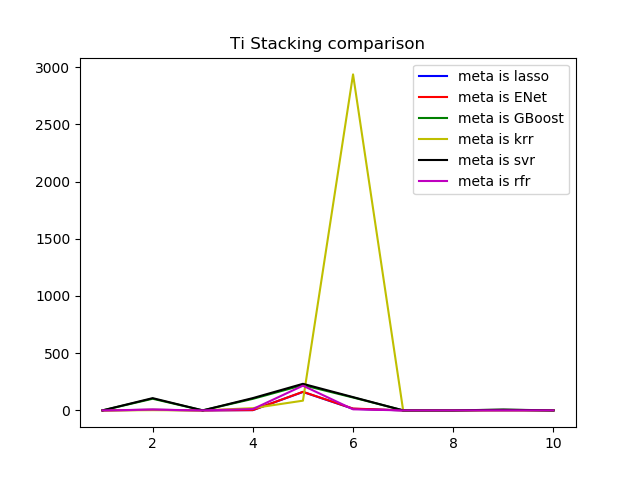 Ti Stacking comparison
3000
2500
2000
1500
1000
500
0
2
4
6
8
10
meta is lasso
meta is ENet
meta is GBoost
meta is krr
meta is svr
meta is rfr